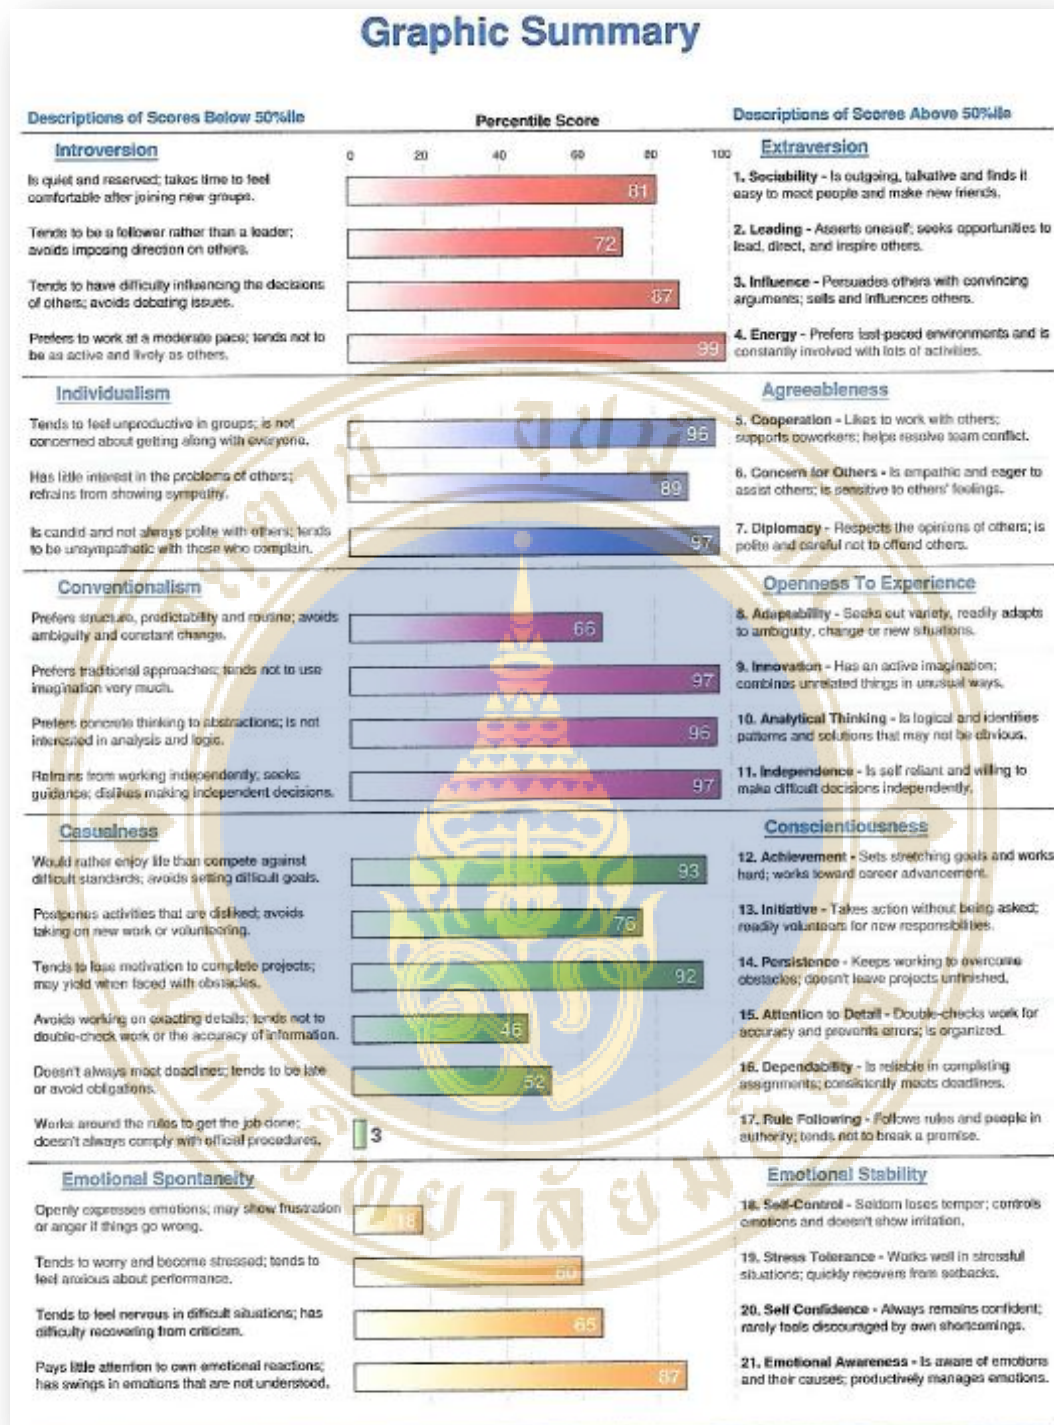 Graphic Summary
Descriptions of Scores Below 50%ile
Percentile Score
Descriptions of Scores Above 50%ile
Introversion
0 20 40 60 80 100
Extraversion
Is quiet and reserved; takes time to feel
comfortable after joining new groups.
81
1. Sociability - Is outgoing, talkative and finds it
easy to meet people and make new friends.
Tends to be a follower rather than a leader;
avoids imposing direction on others.
72
2. Leading - Asserts oneself; seeks opportunities to
lead, direct, and inspire others.
Tends to have difficulty influencing the decisions
of others; avoids debating issues.
87
3. Influence - Persuades others with convincing
arguments; sells and influences others.
Prefers to work at a moderate pace; tends not to
be as active and lively as others.
99
4. Energy - Prefers fast-paced environments and is
constantly involved with lots of activities.
Individualism
Agreeableness
Tends to feel unproductive in groups; is not
concerned about getting along with everyone.
96
5. Cooperation - Likes to work with others;
supports coworkers; helps resolve team conflict.
Has little interest in the problems of others;
refrains from showing sympathy.
89
6. Concern for Others - Is empathic and eager to
assist others; is sensitive to others' feelings.
Is candid and not always polite with others; tends
to be unsympathetic with those who complain.
97
7. Diplomacy - Respects the opinions of others; is
polite and careful not to offend others.
Conventionalism
Openness To Experience
Prefers structure, predictability and routine; avoids
ambiguity and constant change.
66
8. Adaptability - Seeks out variety, readily adapts
to ambiguity, change or new situations.
Prefers traditional approaches; tends not to use
imagination very much.
97
9. Innovation - Has an active imagination;
combines unrelated things in unusual ways.
Prefers concrete thinking to abstractions; is not
interested in analysis and logic.
96
10. Analytical Thinking - Is logical and identifies
patterns and solutions that may not be obvious.
Refrains from working independently; seeks
guidance; dislikes making independent decisions.
97
11. Independence - Is self reliant and willing to
make difficult decisions independently.
Casualness
Conscientiousness
Would rather enjoy life than compete against
difficult standards; avoids setting difficult goals.
93
12. Achievement - Sets stretching goals and works
hard; works toward career advancement.
Postpones activities that are disliked; avoids
taking on new work or volunteering.
76
13. Initiative - Takes action without being asked;
readily volunteers for new responsibilities.
Tends to lose motivation to complete projects;
may yield when faced with obstacles.
92
14. Persistence - Keeps working to overcome
obstacles; doesn't leave projects unfinished.
Avoids working on exacting details; tends not to
double-check work or the accuracy of information.
46
15. Attention to Detail - Double-checks work for
accuracy and prevents errors; is organized.
Doesn't always meet deadlines; tends to be late
or avoid obligations.
52
16. Dependability - Is reliable in completing
assignments; consistently meets deadlines.
Works around the rules to get the job done;
doesn't always comply with official procedures.
3
17. Rule Following - Follows rules and people in
authority; tends not to break a promise.
Emotional Spontaneity
Emotional Stability
Openly expresses emotions; may show frustration
or anger if things go wrong.
18
18. Self-Control - Seldom loses temper; controls
emotions and doesn't show irritation.
Tends to worry and become stressed; tends to
feel anxious about performance.
60
19. Stress Tolerance - Works well in stressful
situations; quickly recovers from setbacks.
Tends to feel nervous in difficult situations; has
difficulty recovering from criticism.
65
20. Self Confidence - Always remains confident;
rarely feels discouraged by own shortcomings.
Pays little attention to own emotional reactions;
has swings in emotions that are not understood.
87
21. Emotional Awareness - Is aware of emotions
and their causes; productively manages emotions.